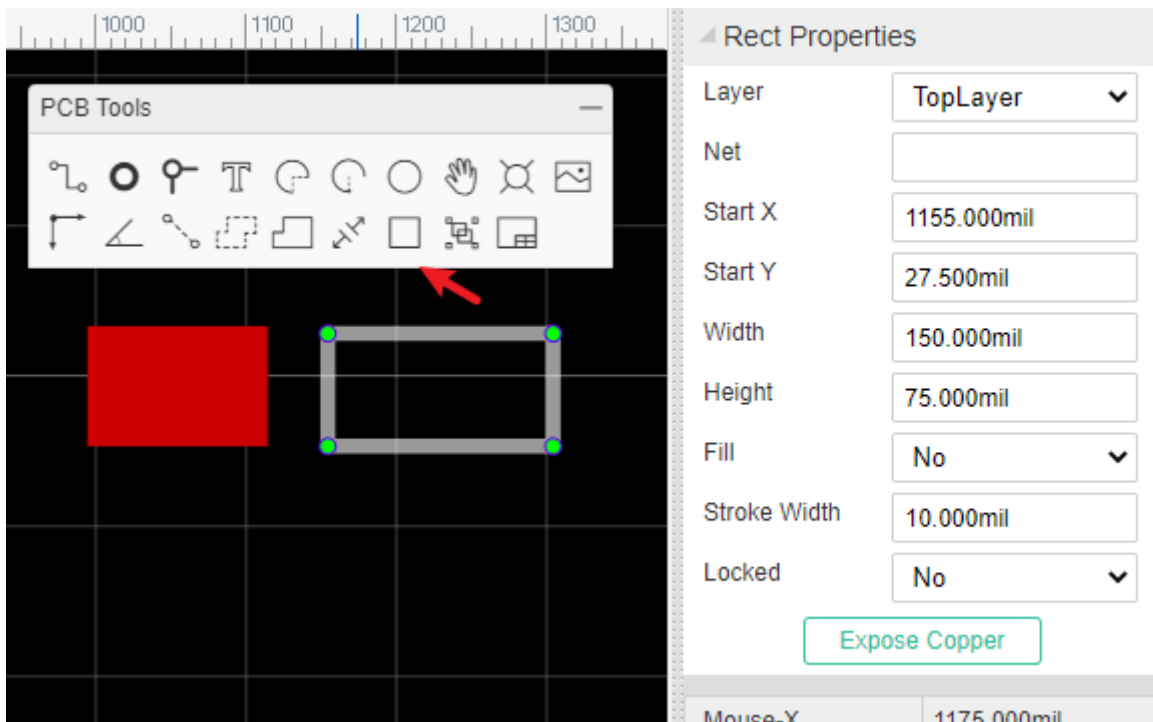 1000 1100 1200 1300
PCB Tools
T
Rect Properties
Layer TopLayer
Net
Start X 1155.000mil
Start Y 27.500mil
Width 150.000mil
Height 75.000mil
Fill No
Stroke Width 10.000mil
Locked No
Expose Copper
Mouse-X 1175.000mil